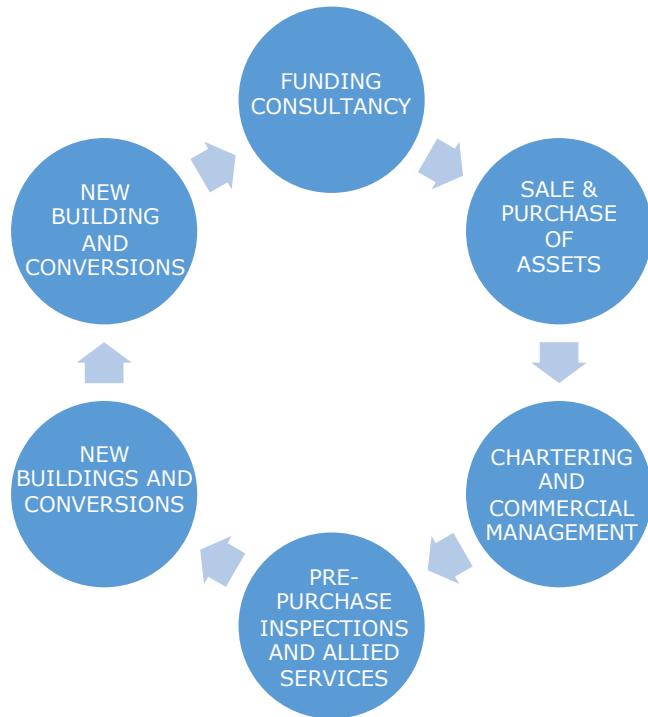 FUNDING
CONSULTANCY
SALE &
PURCHASE
OF
ASSETS
CHARTERING
AND
COMMERCIAL
MANAGEMENT
PRE-
PURCHASE
INSPECTIONS
AND ALLIED
SERVICES
NEW
BUILDINGS AND
CONVERSIONS
NEW
BUILDING
AND
CONVERSIONS